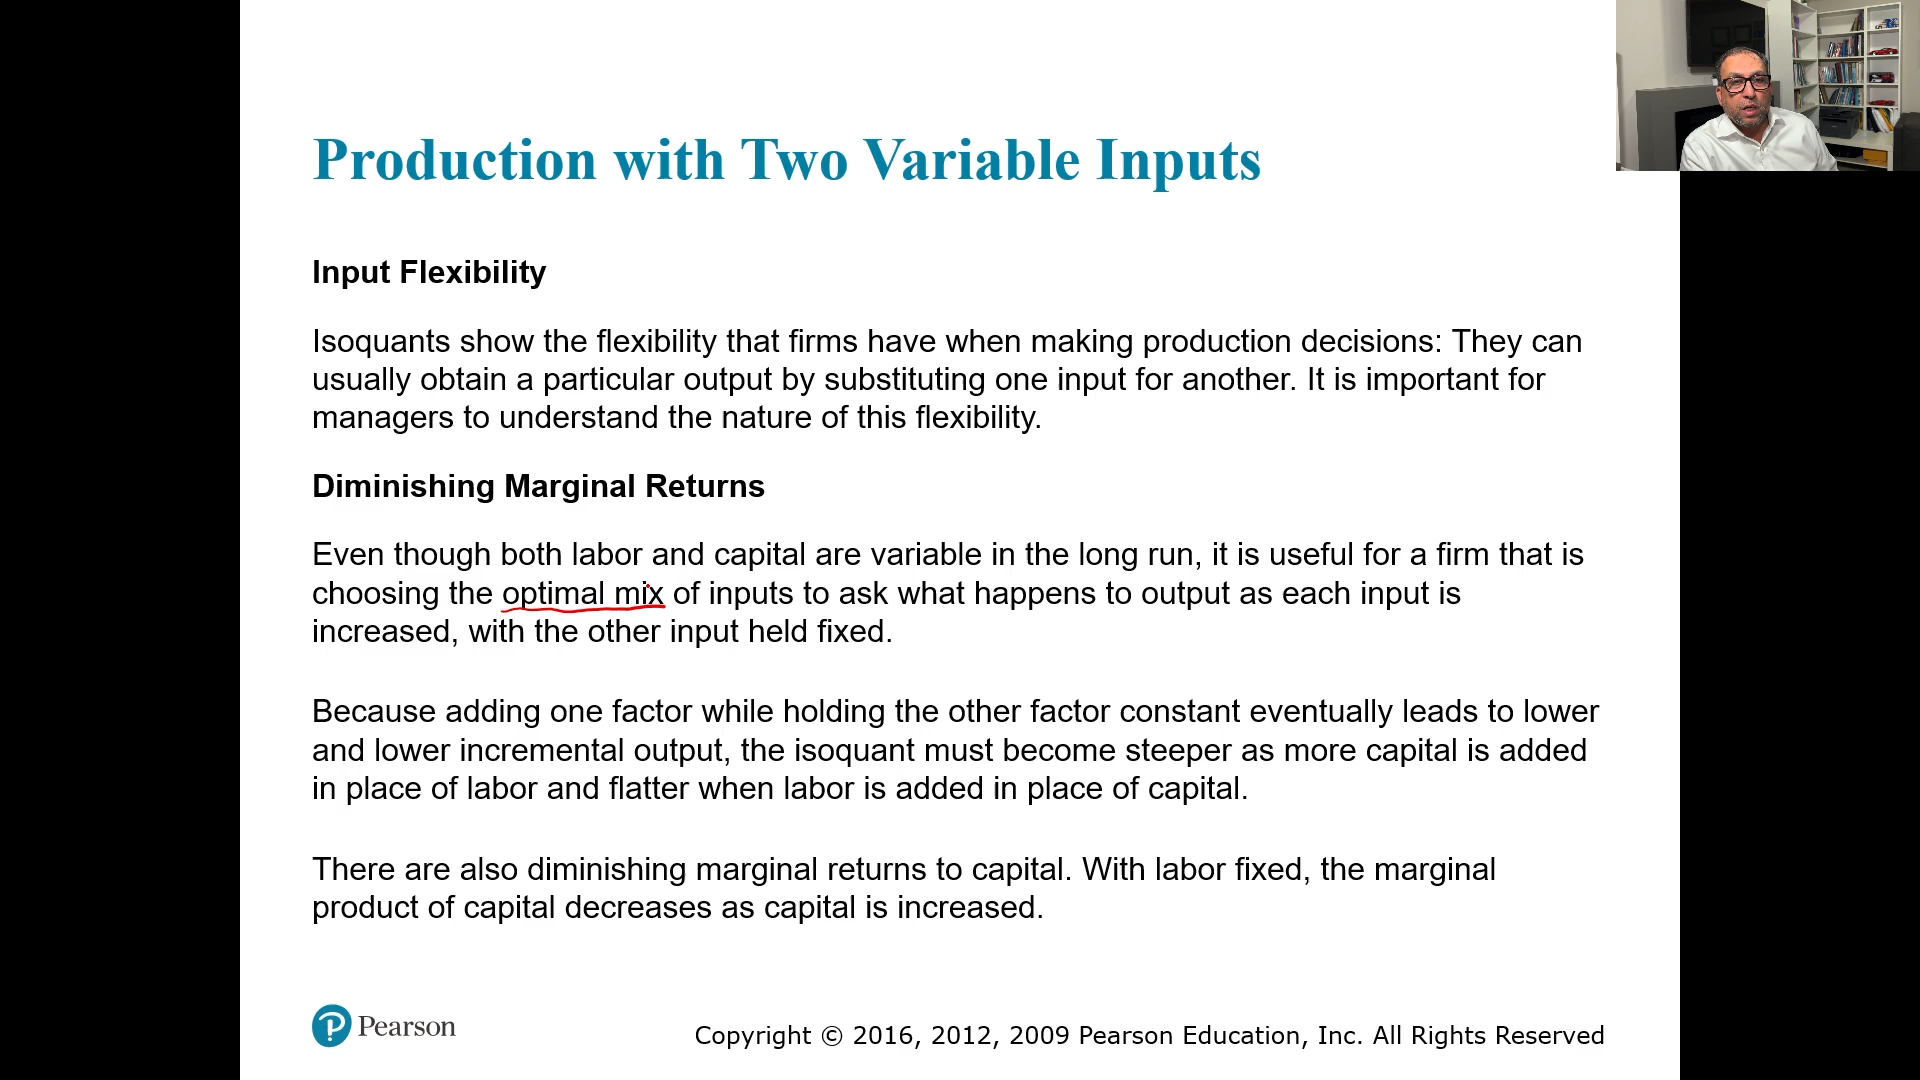 Production with Two Variable Inputs
Input Flexibility
Isoquants show the flexibility that firms have when making production decisions: They can
usually obtain a particular output by substituting one input for another. It is important for
managers to understand the nature of this flexibility.
Diminishing Marginal Returns
Even though both labor and capital are variable in the long run, it is useful for a firm that is
choosing the optimal mix of inputs to ask what happens to output as each input is
increased, with the other input held fixed.
Because adding one factor while holding the other factor constant eventually leads to lower
and lower incremental output, the isoquant must become steeper as more capital is added
in place of labor and flatter when labor is added in place of capital.
There are also diminishing marginal returns to capital. With labor fixed, the marginal
product of capital decreases as capital is increased.
Pearson
Copyright © 2016, 2012, 2009 Pearson Education, Inc. All Rights Reserved